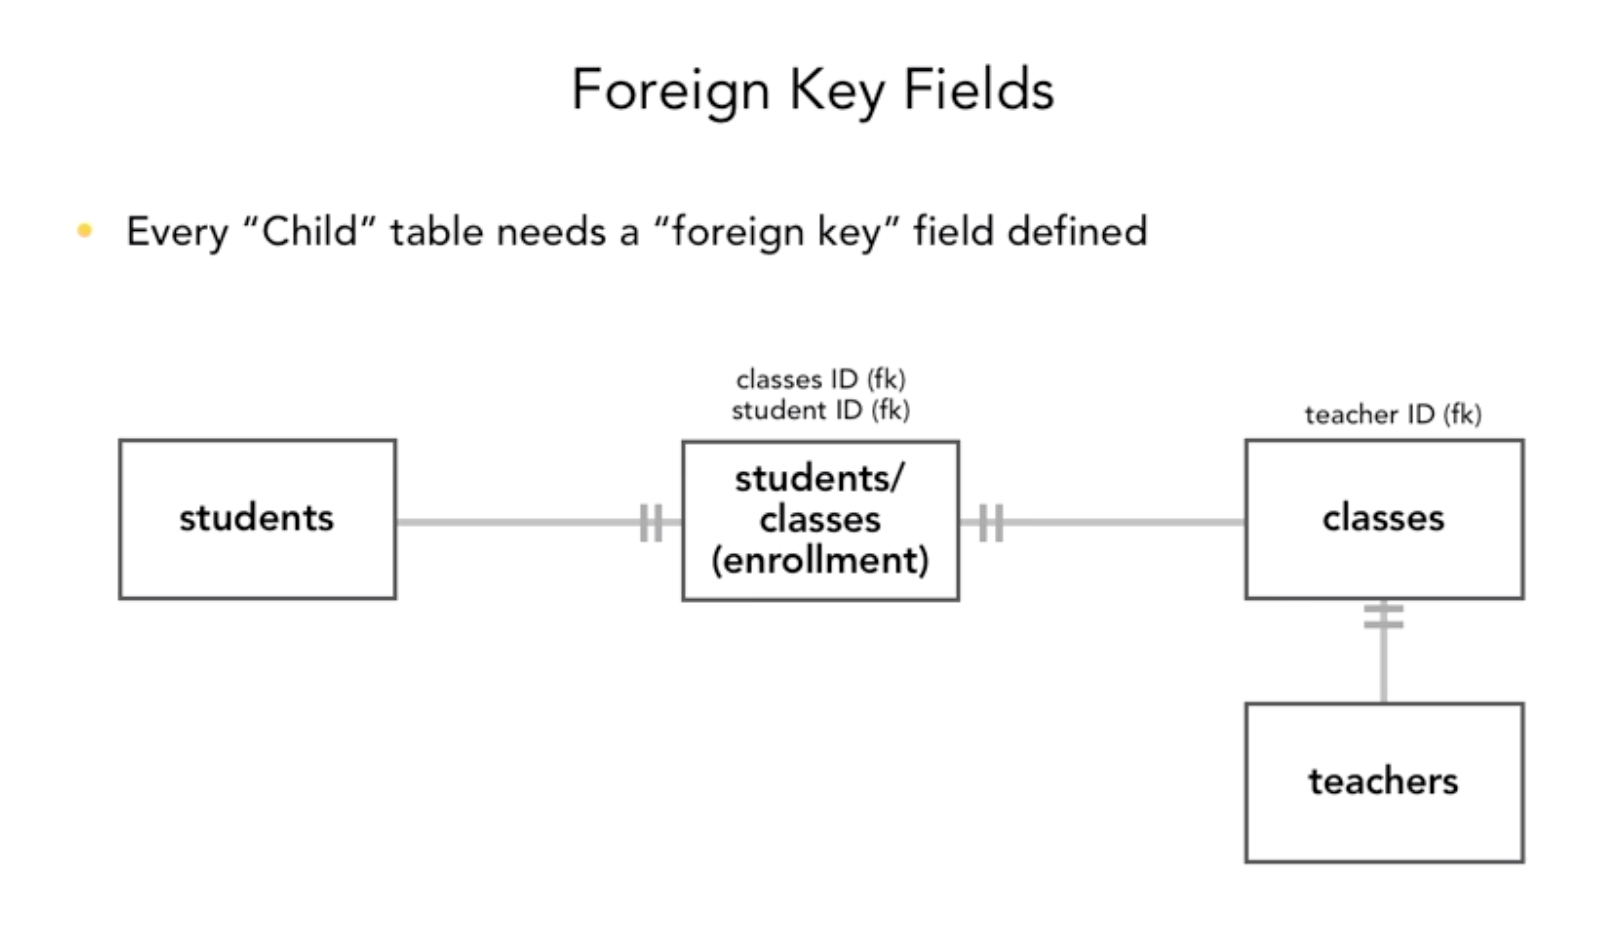 Foreign Key Fields
Every “Child” table needs a “foreign key” field defined
classes ID (fk)
student ID (fk)
teacher ID (fk)
students
students/
classes
(enrollment)
classes
teachers